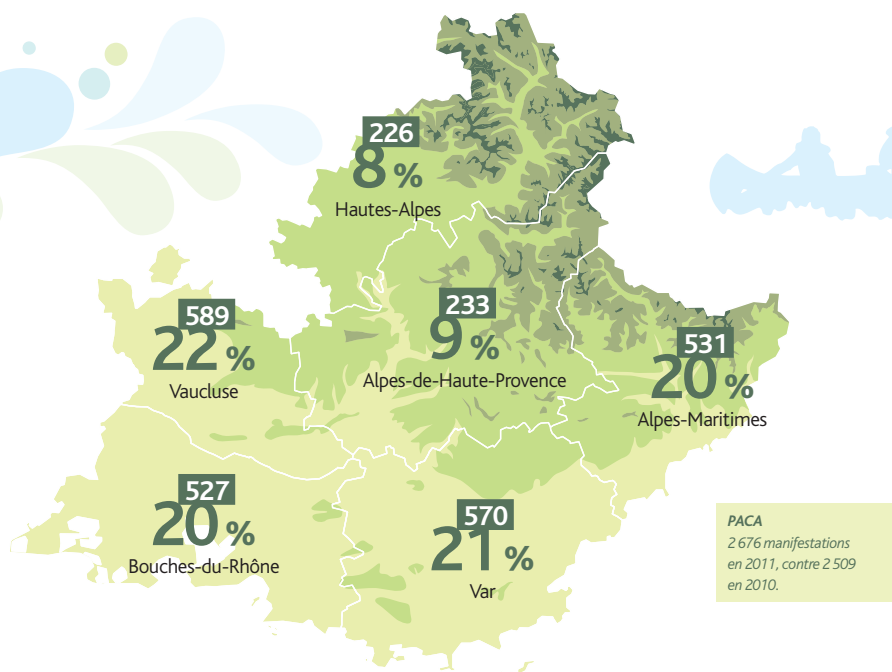 226
8 %
Hautes-Alpes
233
9 %
Alpes-de-Haute-Provence
589
22 %
Vaucluse
531
20 %
Alpes-Maritimes
527
20 %
Bouches-du-Rhône
570
21 %
Var
PACA
2 676 manifestations
en 2011, contre 2 509
en 2010.